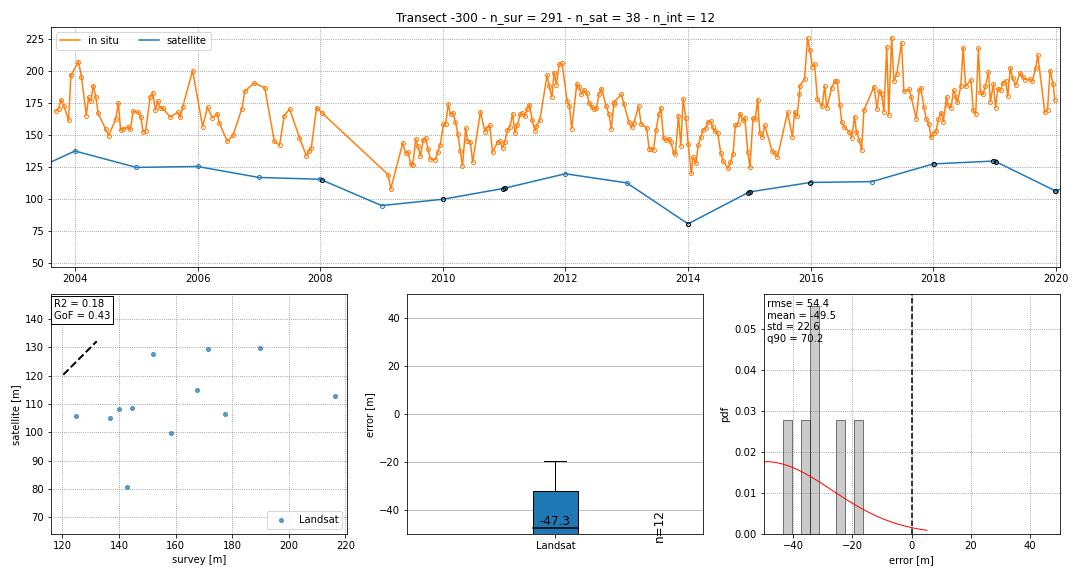 Transect -300 - n_sur = 291 - n_sat = 38 - n_int = 12
in situ
satellite
225
200
175
150
125
100
75
50
2004 2006 2008 2010 2012 2014 2016 2018 2020
R2 = 0.18
GoF = 0.43
satellite [m]
140
130
120
110
100
90
80
70
Landsat
120 140 160 180 200 220
survey [m]
error [m]
40
20
0
−20
−40
-47.3
n=12
Landsat
rmse = 54.4
mean = -49.5
std = 22.6
q90 = 70.2
pdf
0.05
0.04
0.03
0.02
0.01
0.00
−40 −20 0 20 40
error [m]